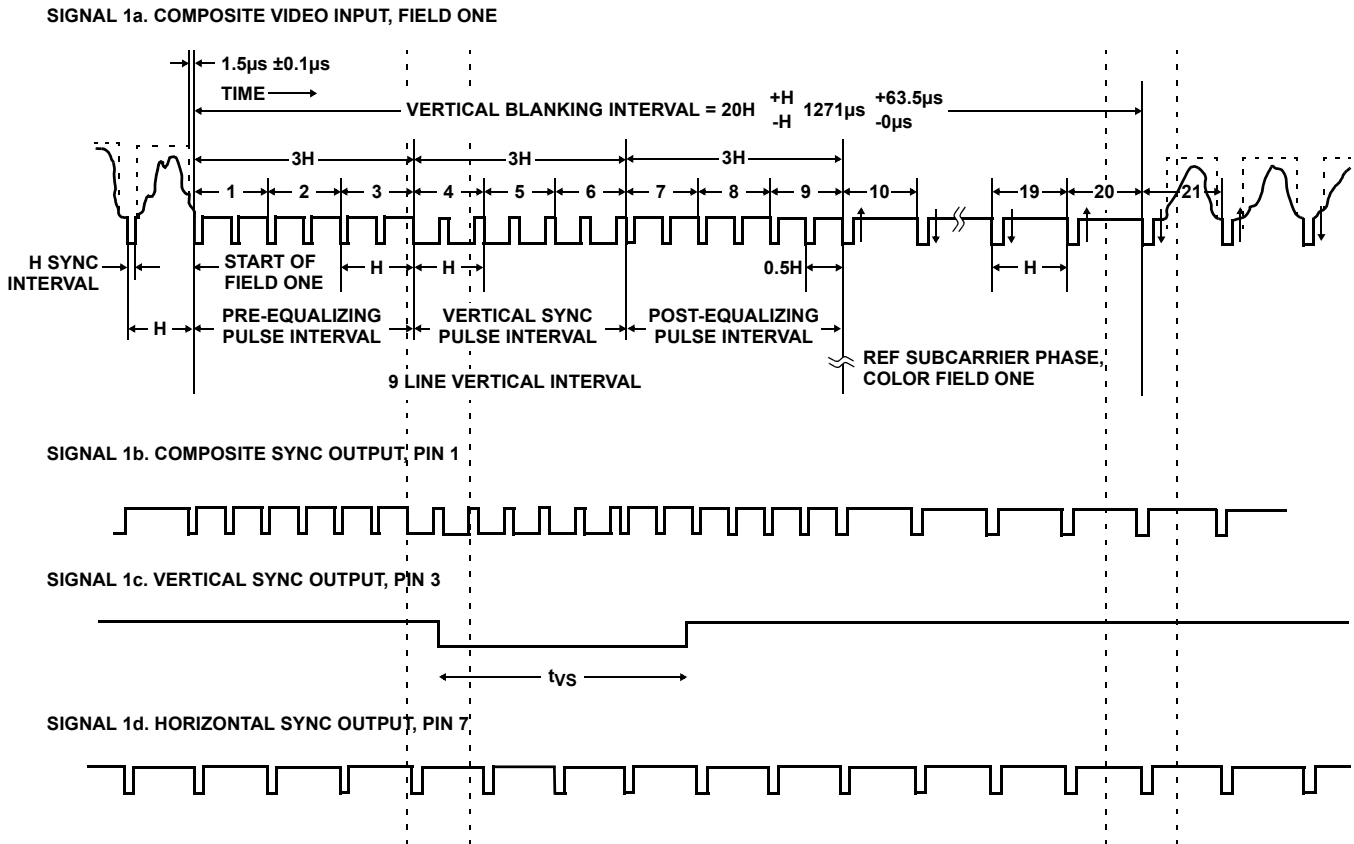 SIGNAL 1a. COMPOSITE VIDEO INPUT, FIELD ONE
1.5µs ±0.1µs
TIME
VERTICAL BLANKING INTERVAL = 20H +H -H 1271µs +63.5µs -0µs
3H 3H 3H
1 2 3 4 5 6 7 8 9 10 19 20 21
H SYNC
INTERVAL
START OF
FIELD ONE
H H 0.5H H
H
PRE-EQUALIZING
PULSE INTERVAL
VERTICAL SYNC
PULSE INTERVAL
POST-EQUALIZING
PULSE INTERVAL
REF SUBCARRIER PHASE,
COLOR FIELD ONE
9 LINE VERTICAL INTERVAL
SIGNAL 1b. COMPOSITE SYNC OUTPUT, PIN 1
SIGNAL 1c. VERTICAL SYNC OUTPUT, PIN 3
tVS
SIGNAL 1d. HORIZONTAL SYNC OUTPUT, PIN 7